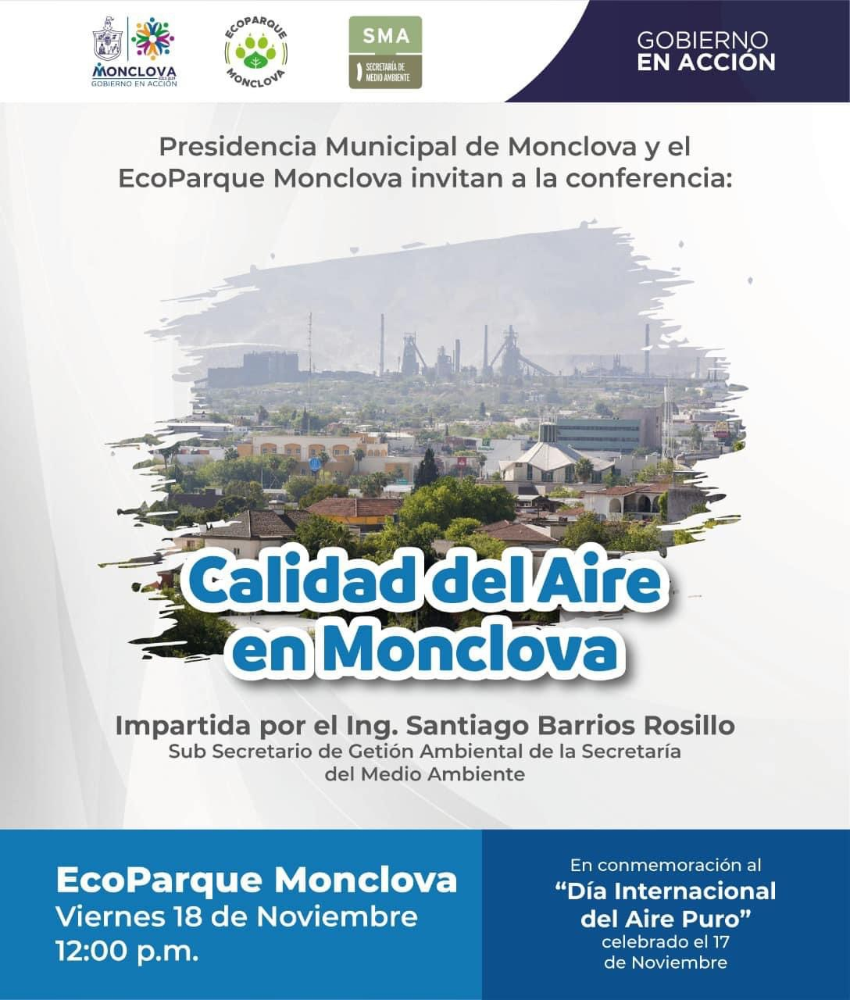 MONCLOVA
GOBIERNO EN ACCIÓN
ECOPARQUE
MONCLOVA
SMA
SECRETARÍA DE
MEDIO AMBIENTE
GOBIERNO
EN ACCIÓN
Presidencia Municipal de Monclova y el
EcoParque Monclova invitan a la conferencia:
Calidad del Aire
en Monclova
Impartida por el Ing. Santiago Barrios Rosillo
Sub Secretario de Getión Ambiental de la Secretaría
del Medio Ambiente
EcoParque Monclova
Viernes 18 de Noviembre
12:00 p.m.
En conmemoración al
“Día Internacional
del Aire Puro”
celebrado el 17
de Noviembre